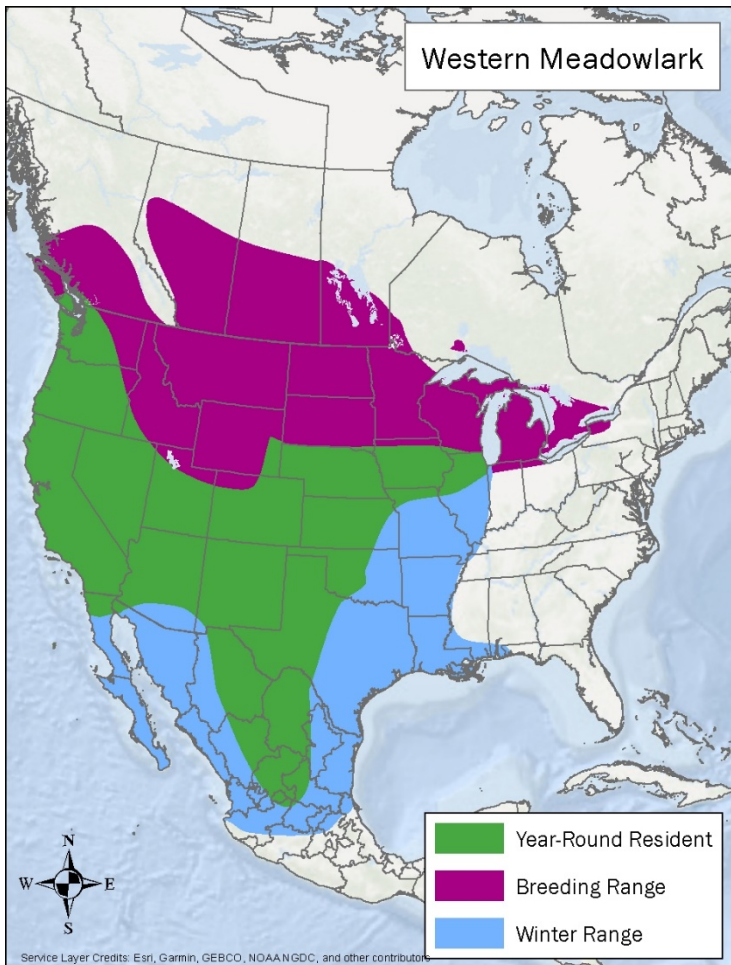 Western Meadowlark
Year-Round Resident
Breeding Range
Winter Range
N
W E
S
Service Layer Credits: Esri, Garmin, GEBCO, NOAA NGDC, and other contributors